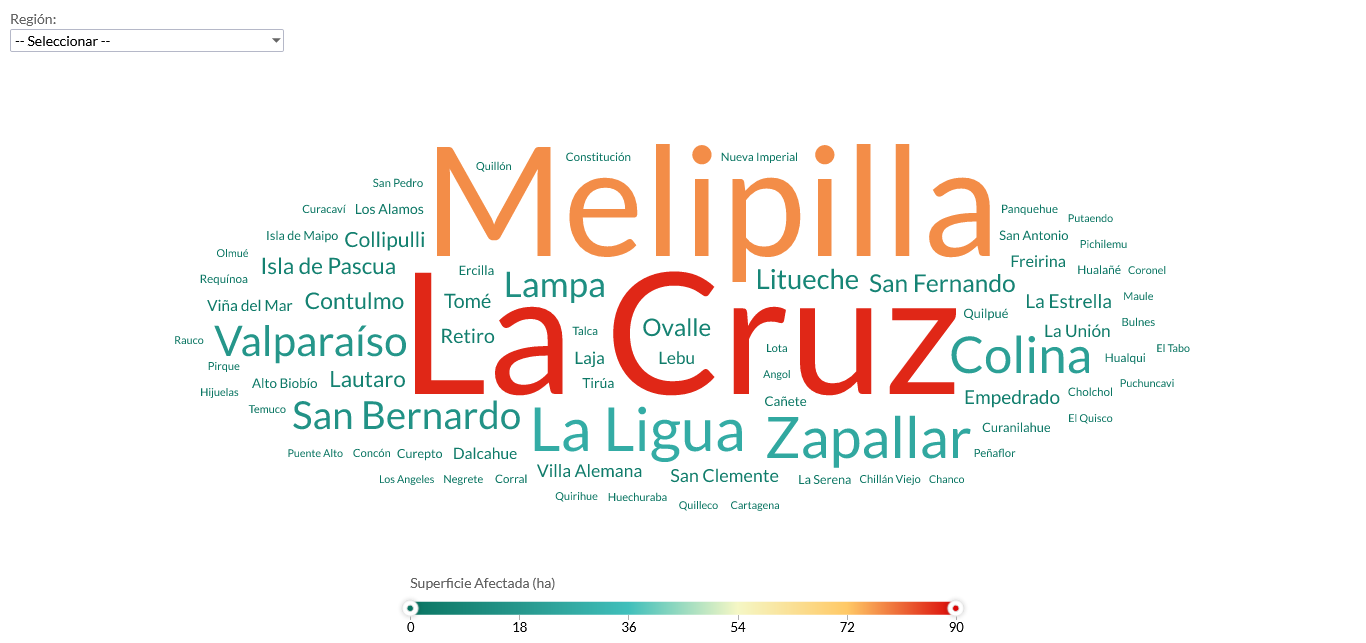 Región:
-- Seleccionar --
Melipilla
Quillón
Constitución
Nueva Imperial
San Pedro
Curacaví
Los Alamos
Panquehue
Putaendo
Isla de Maipo
Collipulli
San Antonio
Pichilemu
Olmué
Isla de Pascua
Ercilla
Freirina
Hualañé
Coronel
Requínoa
Lampa
Litueche
San Fernando
Viña del Mar
Contulmo
Tomé
La Estrella
Maule
La Cruz
Quilpué
Bulnes
Rauco
Valparaíso
Retiro
Talca
Ovalle
La Unión
Lota
Colina
Hualqui
El Tabo
Pirque
Laja
Lebu
Angol
Hijuelas
Alto Biobío
Lautaro
Tirúa
Puchuncavi
Cholchol
Temuco
San Bernardo
Cañete
Empedrado
El Quisco
La Ligua
Zapallar
Curanilahue
Puente Alto
Concón
Curepto
Dalcahue
Peñaflor
Villa Alemana
San Clemente
Los Angeles
Negrete
Corral
La Serena
Chillán Viejo
Chanco
Quirihue
Huechuraba
Quilleco
Cartagena
Superficie Afectada (ha)
0 18 36 54 72 90